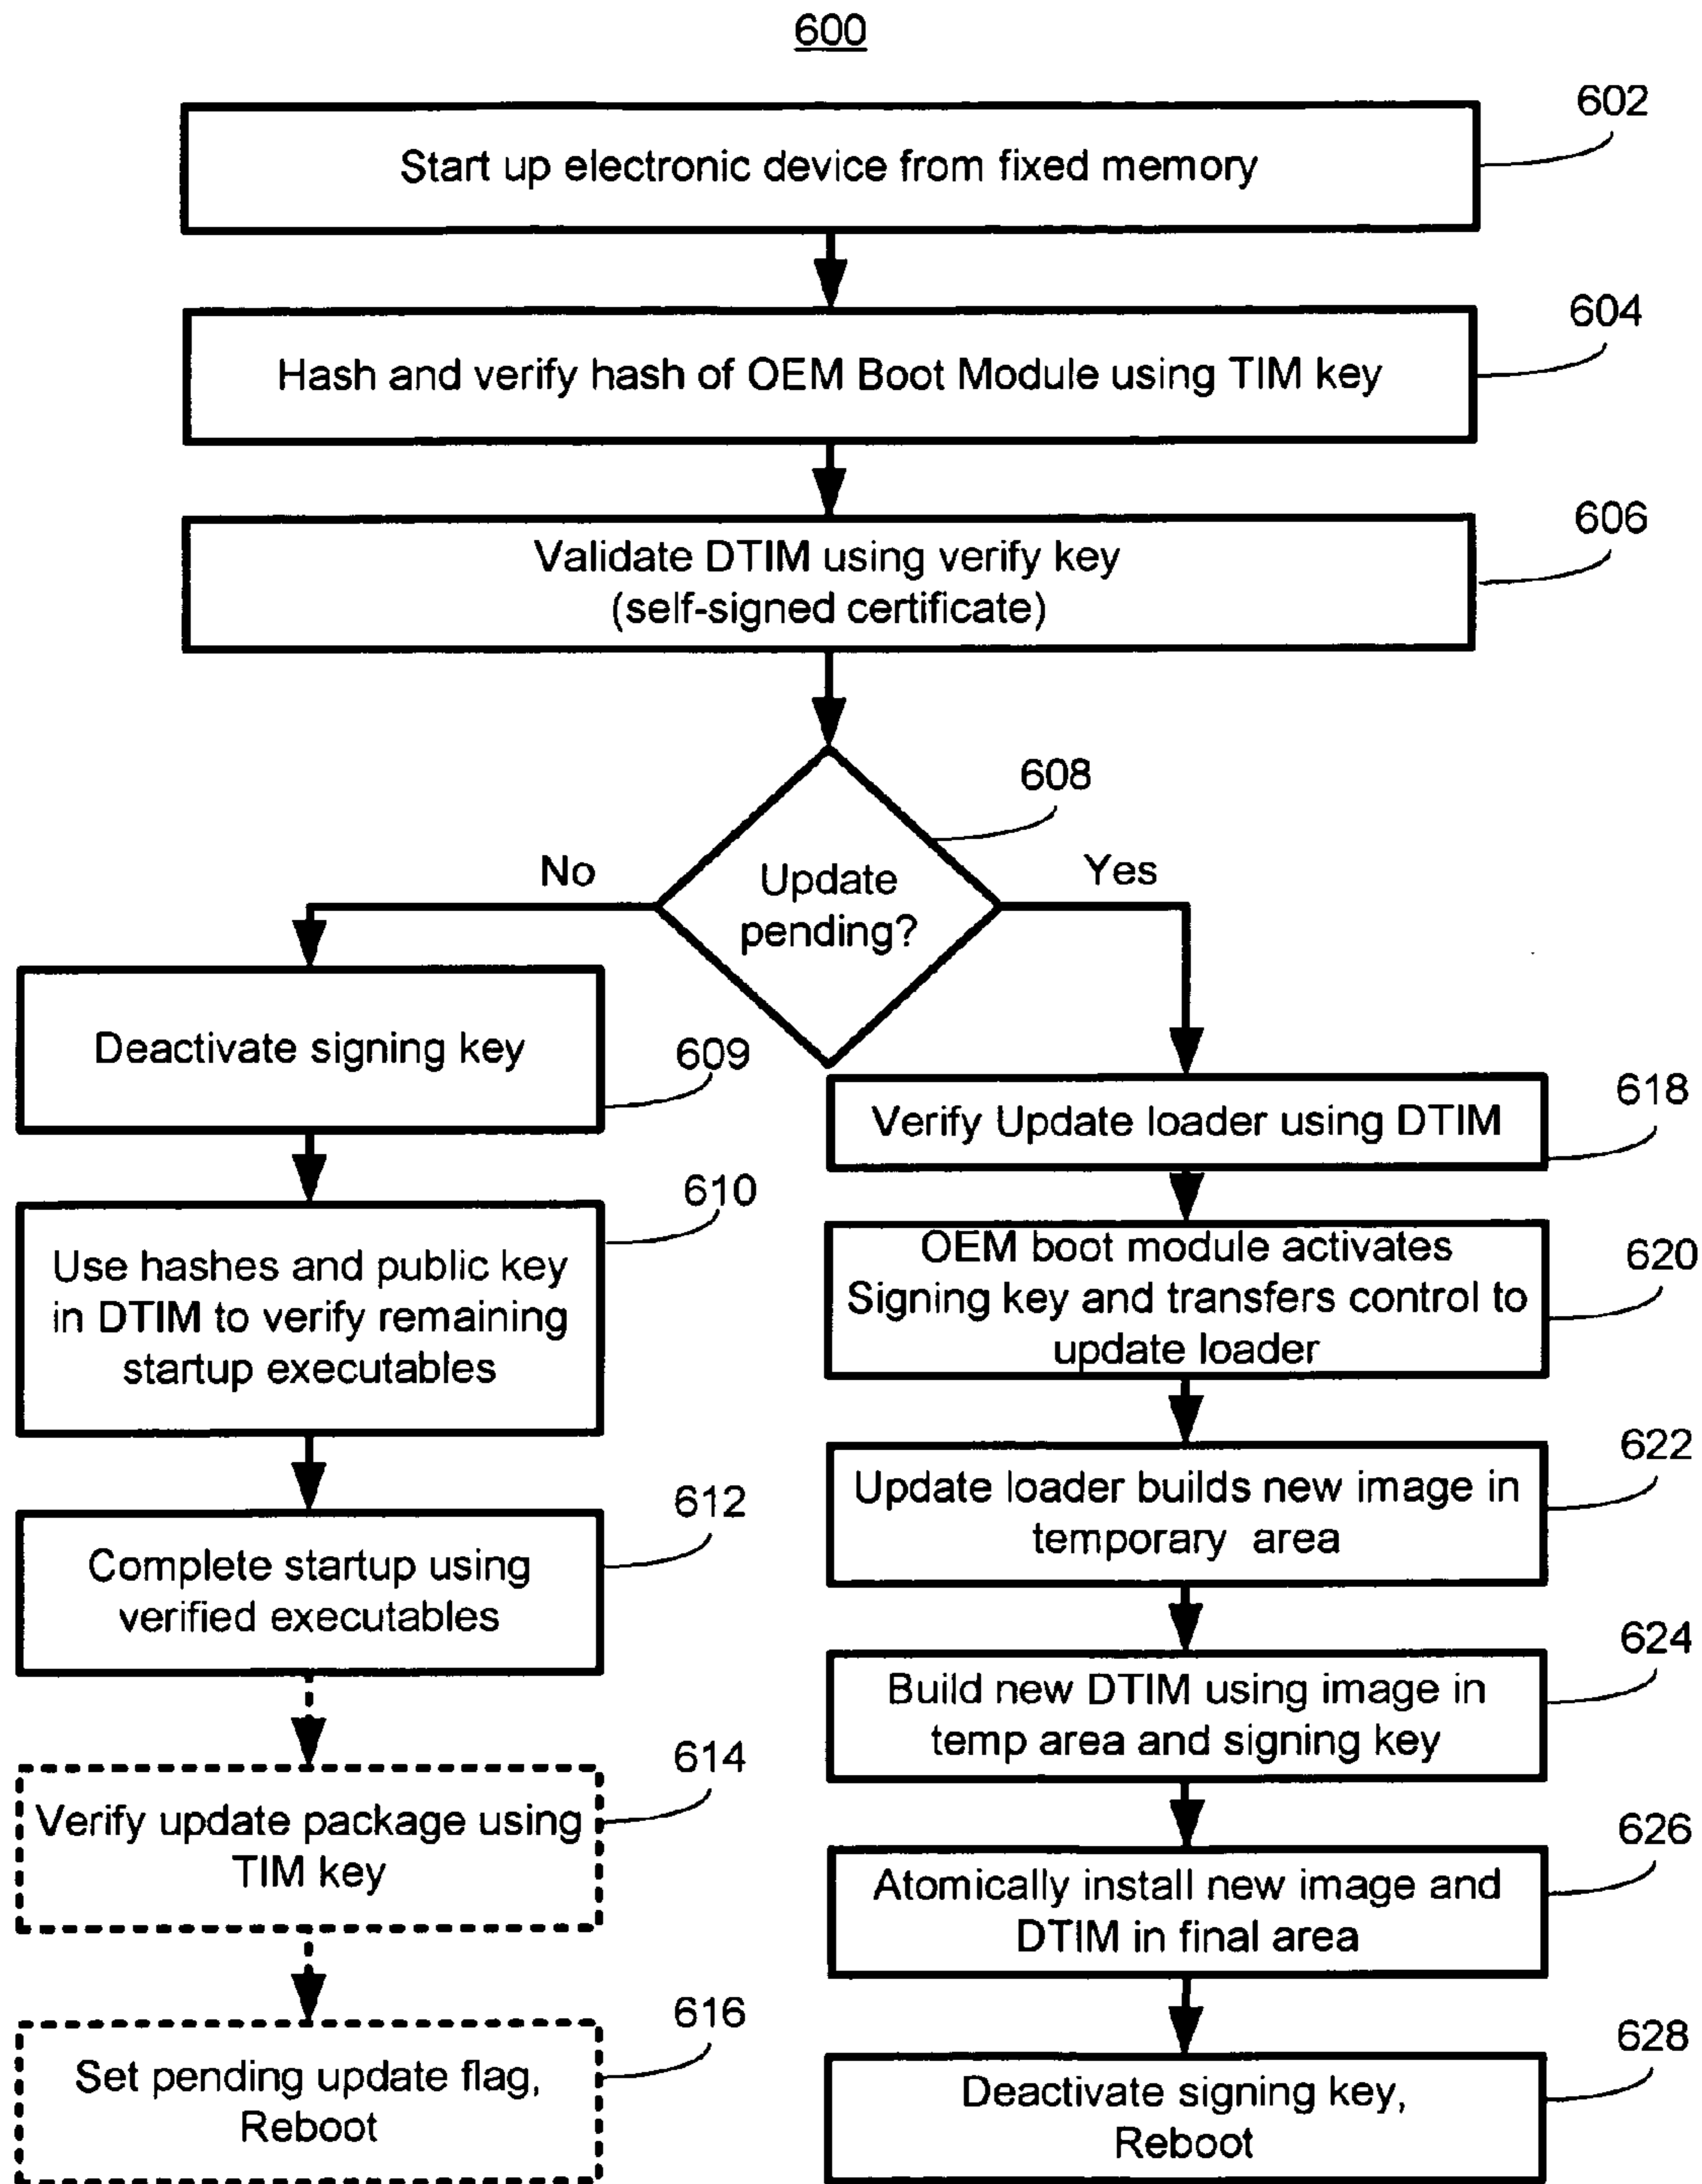 600
602
Start up electronic device from fixed memory
604
Hash and verify hash of OEM Boot Module using TIM key
606
Validate DTIM using verify key
(self-signed certificate)
608
Update
pending?
No
Yes
Deactivate signing key
609
610
Use hashes and public key
in DTIM to verify remaining
startup executables
612
Complete startup using
verified executables
614
Verify update package using
TIM key
616
Set pending update flag,
Reboot
618
Verify Update loader using DTIM
620
OEM boot module activates
Signing key and transfers control to
update loader
622
Update loader builds new image in
temporary area
624
Build new DTIM using image in
temp area and signing key
626
Atomically install new image and
DTIM in final area
628
Deactivate signing key,
Reboot